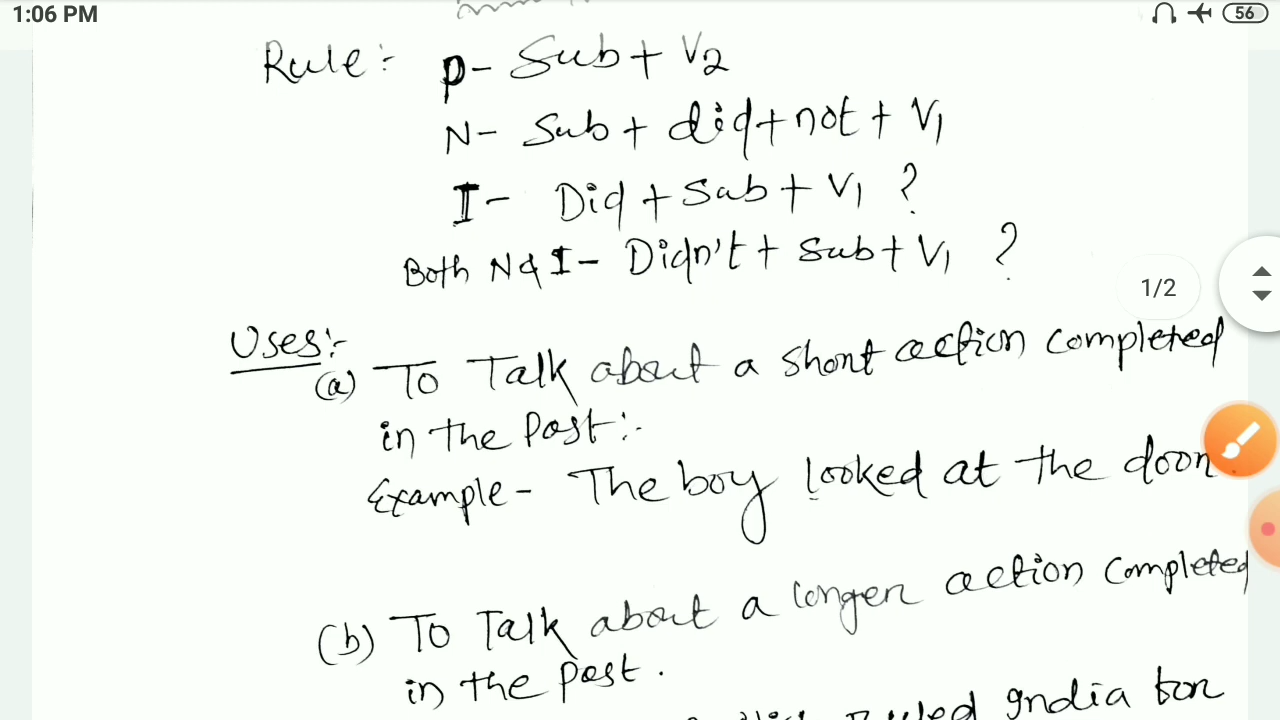 1:06 PM
56
Rule:- P- Sub + V2
N- Sub + did + not + V1
I- Did + Sub + V1 ?
Both N & I - Didn't + Sub + V1 ?
1/2
Uses:-
(a) To Talk about a short action completed
in the Past:-
Example - The boy looked at the door
(b) To Talk about a longer action completed
in the past.
ruled India for